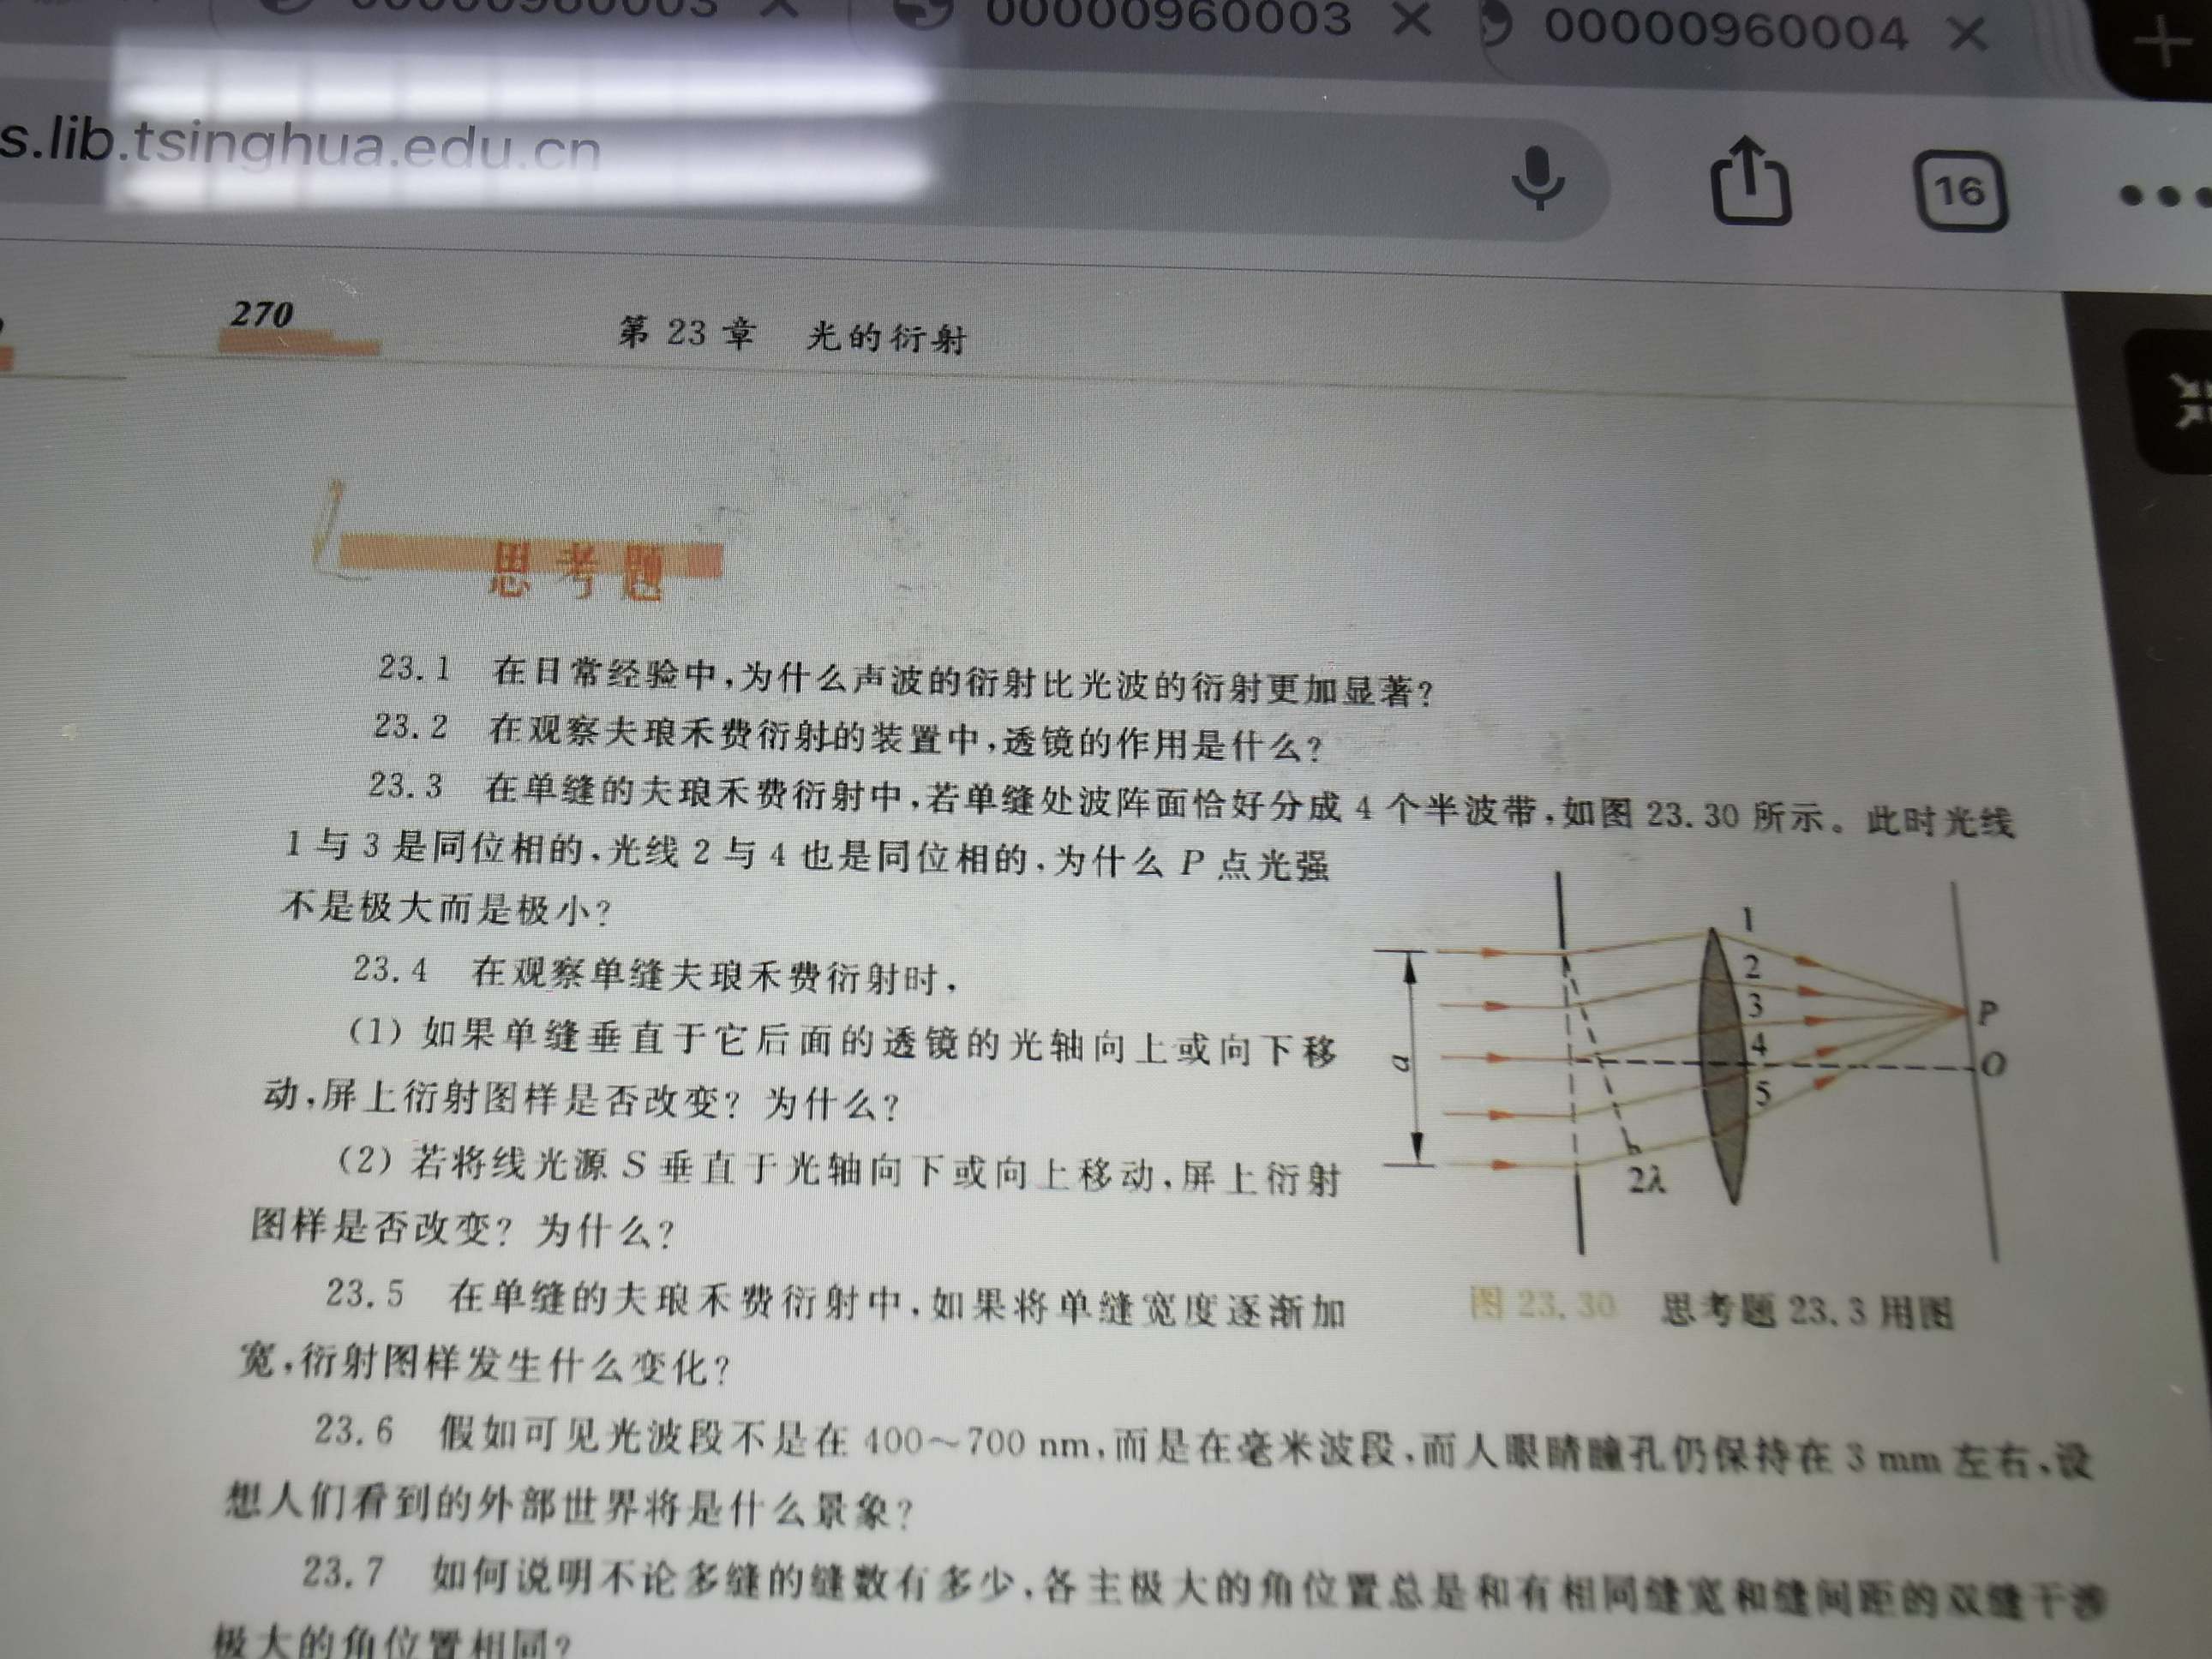 00000960003
00000960004
s.lib.tsinghua.edu.cn
16
270
第 23 章 光的衍射
思考题
23.1 在日常经验中,为什么声波的衍射比光波的衍射更加显著?
23.2 在观察夫琅禾费衍射的装置中,透镜的作用是什么?
23.3 在单缝的夫琅禾费衍射中,若单缝处波阵面恰好分成 4 个半波带,如图 23.30 所示。此时光线
1 与 3 是同位相的,光线 2 与 4 也是同位相的,为什么 P 点光强
不是极大而是极小?
23.4 在观察单缝夫琅禾费衍射时,
(1) 如果单缝垂直于它后面的透镜的光轴向上或向下移
动,屏上衍射图样是否改变? 为什么?
(2) 若将线光源 S 垂直于光轴向下或向上移动,屏上衍射
图样是否改变? 为什么?
1
2
3
4
5
P
O
a
2λ
图 23.30 思考题 23.3 用图
23.5 在单缝的夫琅禾费衍射中,如果将单缝宽度逐渐加
宽,衍射图样发生什么变化?
23.6 假如可见光波段不是在 400～700 nm,而是在毫米波段,而人眼睛瞳孔仍保持在 3 mm 左右,设
想人们看到的外部世界将是什么景象?
23.7 如何说明不论多缝的缝数有多少,各主极大的角位置总是和有相同缝宽和缝间距的双缝干涉
极大的角位置相同?